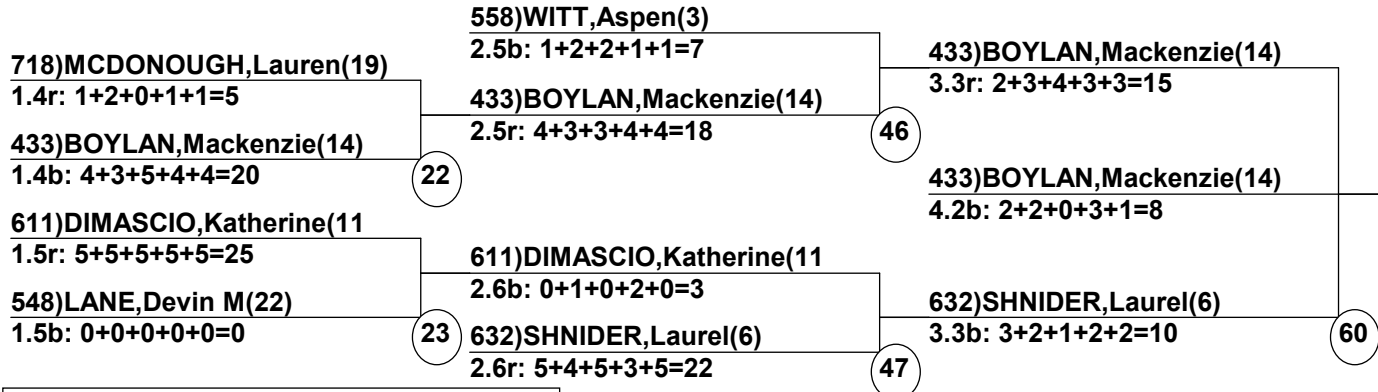 718)MCDONOUGH,Lauren(19)
1.4r: 1+2+0+1+1=5
433)BOYLAN,Mackenzie(14)
1.4b: 4+3+5+4+4=20
22
611)DIMASCIO,Katherine(11
1.5r: 5+5+5+5+5=25
548)LANE,Devin M(22)
1.5b: 0+0+0+0+0=0
23
558)WITT,Aspen(3)
2.5b: 1+2+2+1+1=7
433)BOYLAN,Mackenzie(14)
2.5r: 4+3+3+4+4=18
46
611)DIMASCIO,Katherine(11
2.6b: 0+1+0+2+0=3
632)SHNIDER,Laurel(6)
2.6r: 5+4+5+3+5=22
47
433)BOYLAN,Mackenzie(14)
3.3r: 2+3+4+3+3=15
433)BOYLAN,Mackenzie(14)
4.2b: 2+2+0+3+1=8
632)SHNIDER,Laurel(6)
3.3b: 3+2+1+2+2=10
60